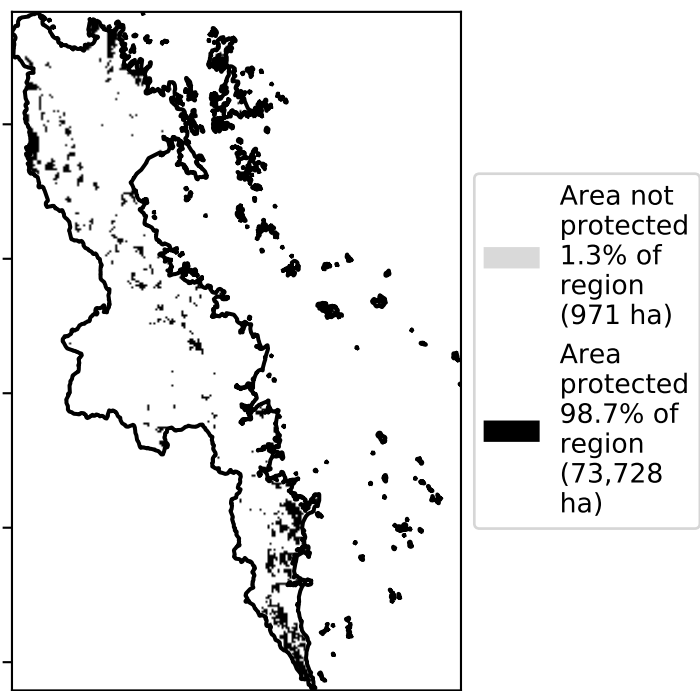 Area not
protected
1.3% of
region
(971 ha)
Area
protected
98.7% of
region
(73,728
ha)